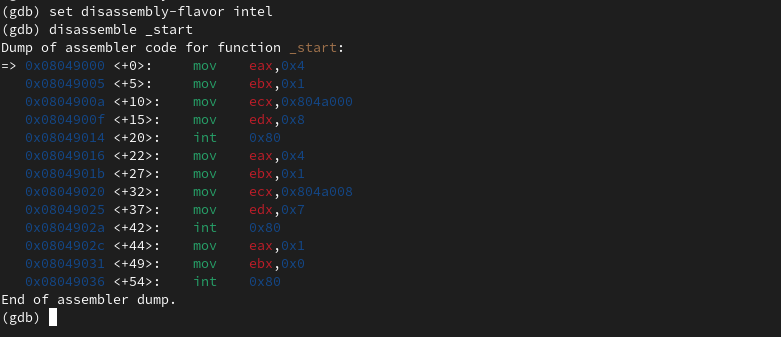 (gdb) set disassembly-flavor intel
(gdb) disassemble _start
Dump of assembler code for function _start:
=> 0x08049000 <+0>:     mov    eax,0x4
   0x08049005 <+5>:     mov    ebx,0x1
   0x0804900a <+10>:    mov    ecx,0x804a000
   0x0804900f <+15>:    mov    edx,0x8
   0x08049014 <+20>:    int    0x80
   0x08049016 <+22>:    mov    eax,0x4
   0x0804901b <+27>:    mov    ebx,0x1
   0x08049020 <+32>:    mov    ecx,0x804a008
   0x08049025 <+37>:    mov    edx,0x7
   0x0804902a <+42>:    int    0x80
   0x0804902c <+44>:    mov    eax,0x1
   0x08049031 <+49>:    mov    ebx,0x0
   0x08049036 <+54>:    int    0x80
End of assembler dump.
(gdb)